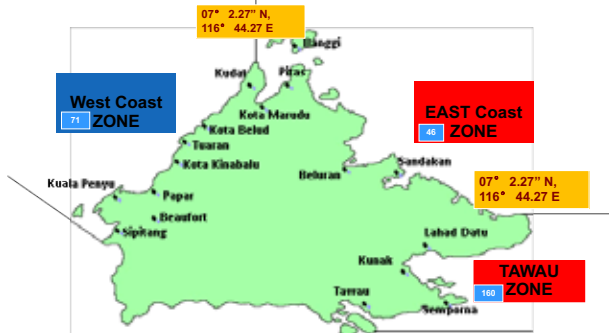 07° 2.27” N,
116° 44.27 E
Banggi
Kudat
Pitas
West Coast
71 ZONE
Kota Marudu
EAST Coast
46 ZONE
Kota Belud
Tuaran
Kota Kinabalu
Sandakan
Beluran
07° 2.27” N,
116° 44.27 E
Kuala Penyu
Papar
Beaufort
Sipitang
Lahad Datu
Kunak
TAWAU
160 ZONE
Tawau
Semporna